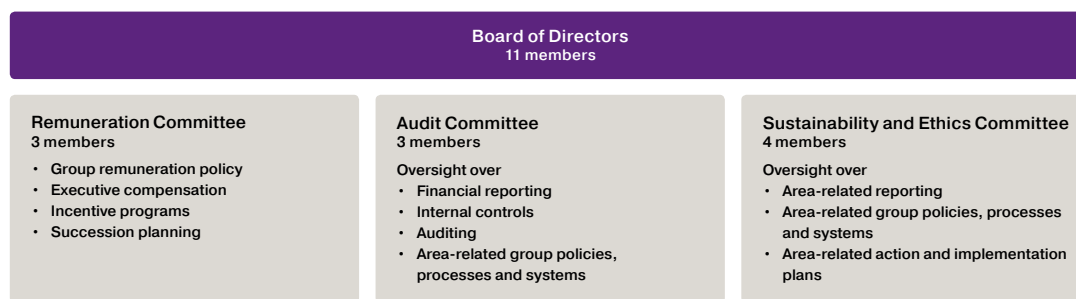 Board of Directors
11 members
Remuneration Committee
3 members
• Group remuneration policy
• Executive compensation
• Incentive programs
• Succession planning
Audit Committee
3 members
Oversight over
• Financial reporting
• Internal controls
• Auditing
• Area-related group policies,
processes and systems
Sustainability and Ethics Committee
4 members
Oversight over
• Area-related reporting
• Area-related group policies, processes
and systems
• Area-related action and implementation
plans